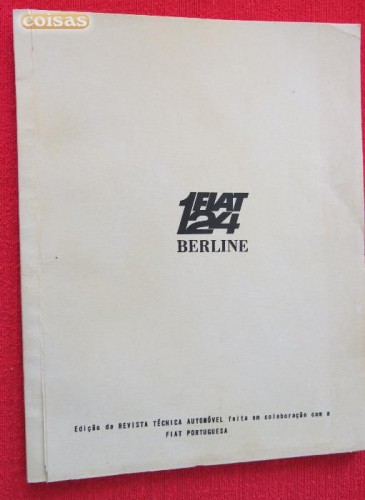 coisas
FIAT
124
BERLINE
Edição da REVISTA TÉCNICA AUTOMÓVEL feita em colaboração com a
FIAT PORTUGUESA